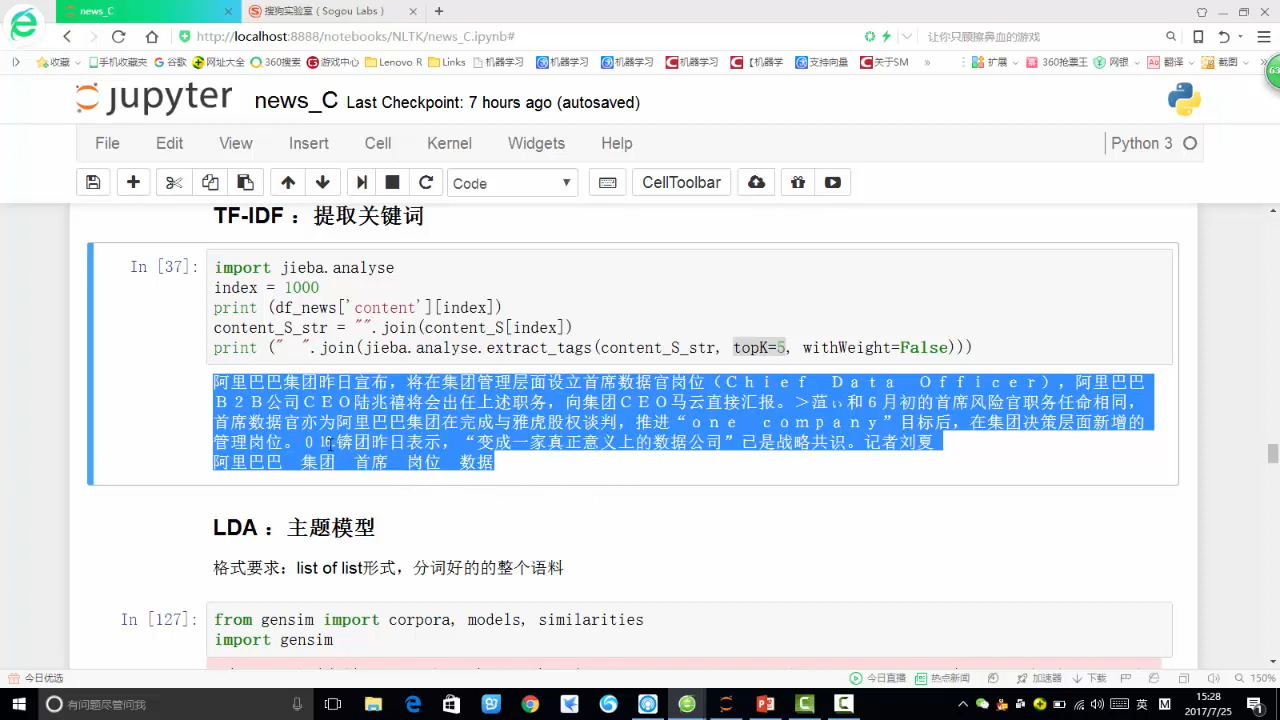 news_C
搜狗实验室（Sogou Labs）
http://localhost:8888/notebooks/NLTK/news_C.ipynb#
让你只顾擦鼻血的游戏
收藏 手机收藏夹 谷歌 网址大全 360搜索 游戏中心 Lenovo R Links 机器学习 机器学习 机器学习 机器学习 【机器学 支持向量 关于SM » 扩展 360抢票王 网银 翻译 截图
63
jupyter news_C Last Checkpoint: 7 hours ago (autosaved)
File Edit View Insert Cell Kernel Widgets Help Python 3
Code CellToolbar
TF-IDF ：提取关键词
In [37]:
import jieba.analyse
index = 1000
print (df_news['content'][index])
content_S_str = "".join(content_S[index])
print ("  ".join(jieba.analyse.extract_tags(content_S_str, topK=5, withWeight=False)))
阿里巴巴集团昨日宣布，将在集团管理层面设立首席数据官岗位（Ｃｈｉｅｆ　Ｄａｔａ　Ｏｆｆｉｃｅｒ），阿里巴巴
Ｂ２Ｂ公司ＣＥＯ陆兆禧将会出任上述职务，向集团ＣＥＯ马云直接汇报。＞菹ぃ和６月初的首席风险官职务任命相同，
首席数据官亦为阿里巴巴集团在完成与雅虎股权谈判，推进“ｏｎｅ　ｃｏｍｐａｎｙ”目标后，在集团决策层面新增的
管理岗位。团昨日表示，“变成一家真正意义上的数据公司”已是战略共识。记者刘夏
阿里巴巴  集团  首席  岗位  数据
LDA ：主题模型
格式要求：list of list形式，分词好的的整个语料
In [127]:
from gensim import corpora, models, similarities
import gensim
今日优选 今日直播 热点新闻 加速器 下载 150%
有问题尽管问我 英 15:28
2017/7/25